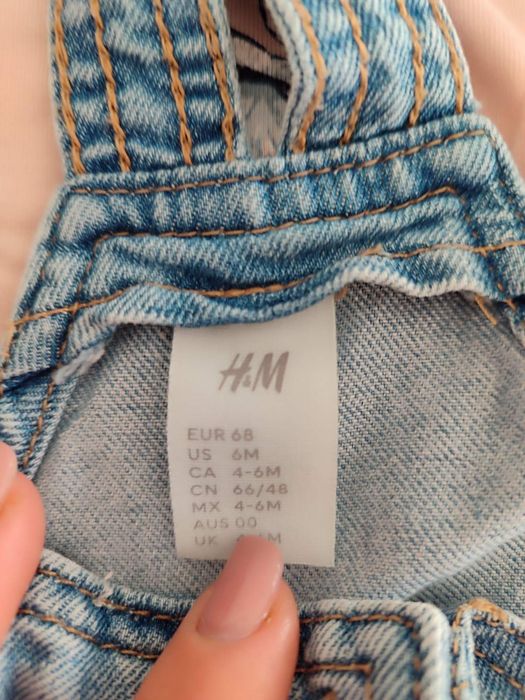 H&M
EUR 68
US 6M
CA 4-6M
CN 66/48
MX 4-6M
AUS 00
UK